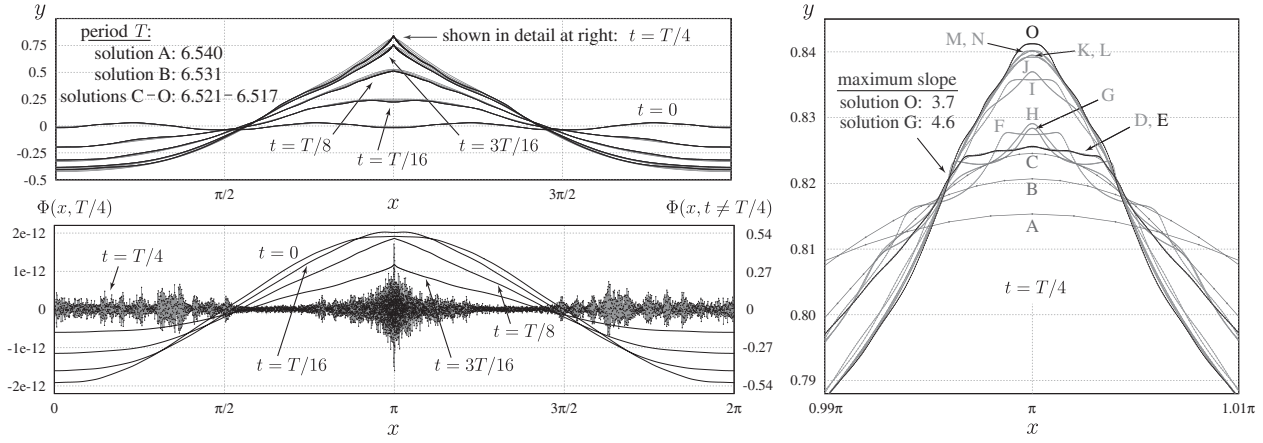 y
period T:
solution A: 6.540
solution B: 6.531
solutions C−O: 6.521−6.517
shown in detail at right: t = T/4
t = 0
t = T/8
t = T/16
t = 3T/16
0.75
0.5
0.25
0
-0.25
-0.5
π/2
π
3π/2
x
Φ(x, T/4)
Φ(x, t ≠ T/4)
2e-12
1e-12
0
-1e-12
-2e-12
0.54
0.27
0
-0.27
-0.54
t = T/4
t = 0
t = T/16
t = 3T/16
t = T/8
0
π/2
π
3π/2
2π
x
y
0.84
0.83
0.82
0.81
0.80
0.79
O
M, N
K, L
J
I
maximum slope
solution O: 3.7
solution G: 4.6
G
H
F
D, E
C
B
A
t = T/4
0.99π
π
1.01π
x